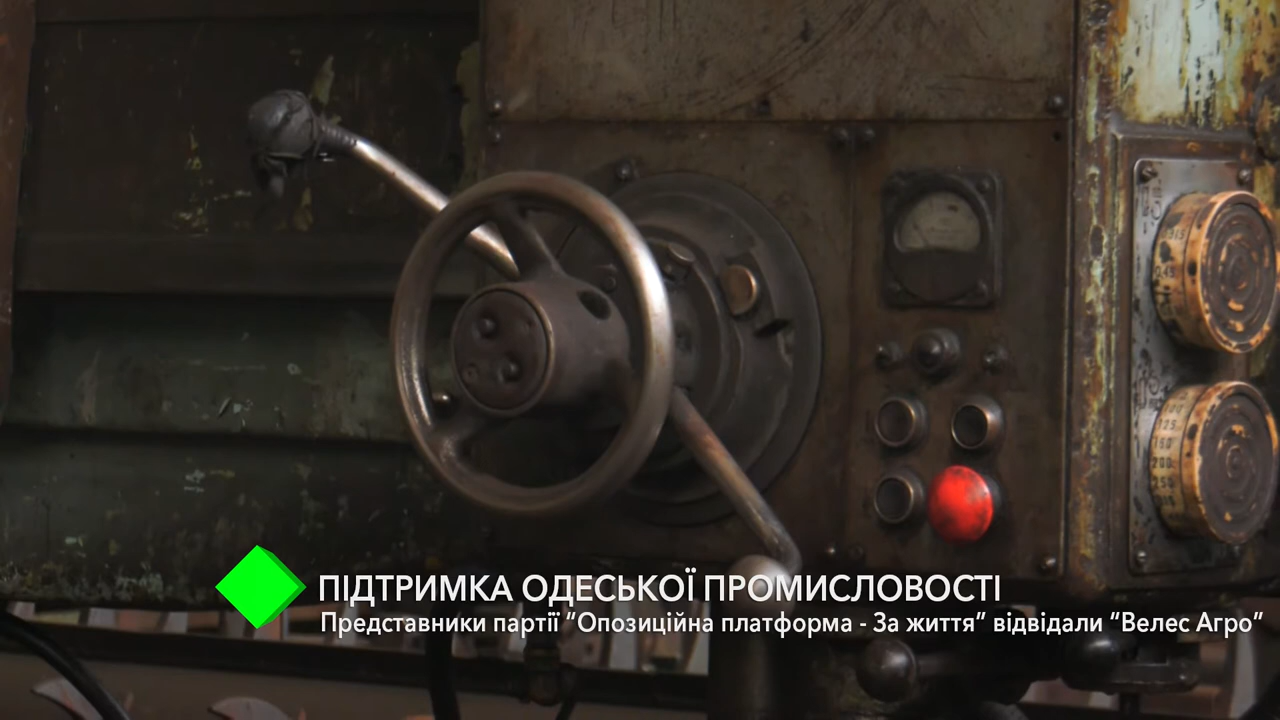 ПІДТРИМКА ОДЕСЬКОЇ ПРОМИСЛОВОСТІ
Представники партії “Опозиційна платформа - За життя” відвідали “Велес Агро”